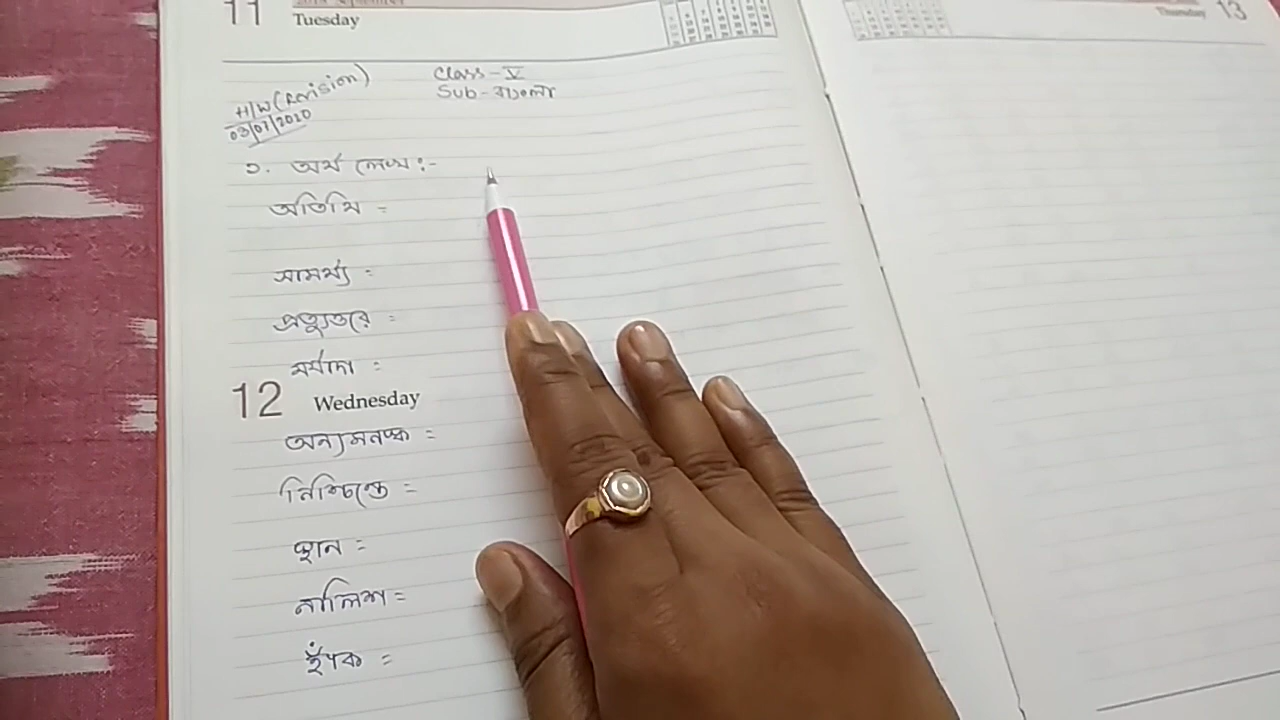 11
Tuesday
Thursday 13
H/W(Revision)
03/07/2020
Class-V
Sub-বাংলা
১. অর্থ লেখ :-
অতিথি =
সামর্থ্য =
প্রত্যুত্তরে =
মর্যাদা =
12 Wednesday
অন্যমনস্ক =
নিশ্চিন্তে =
স্থান =
নালিশ =
হাঁক =